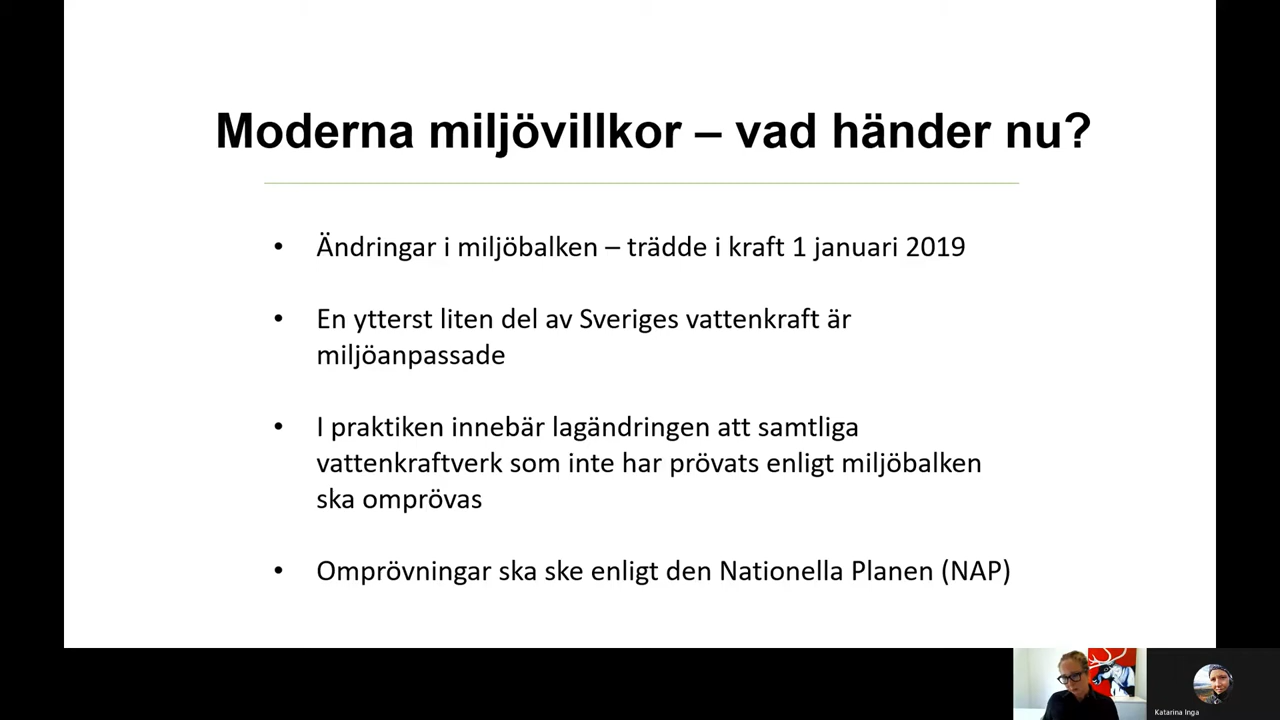 Moderna miljövillkor – vad händer nu?
• Ändringar i miljöbalken – trädde i kraft 1 januari 2019
• En ytterst liten del av Sveriges vattenkraft är
miljöanpassade
• I praktiken innebär lagändringen att samtliga
vattenkraftverk som inte har prövats enligt miljöbalken
ska omprövas
• Omprövningar ska ske enligt den Nationella Planen (NAP)
Katarina Inga